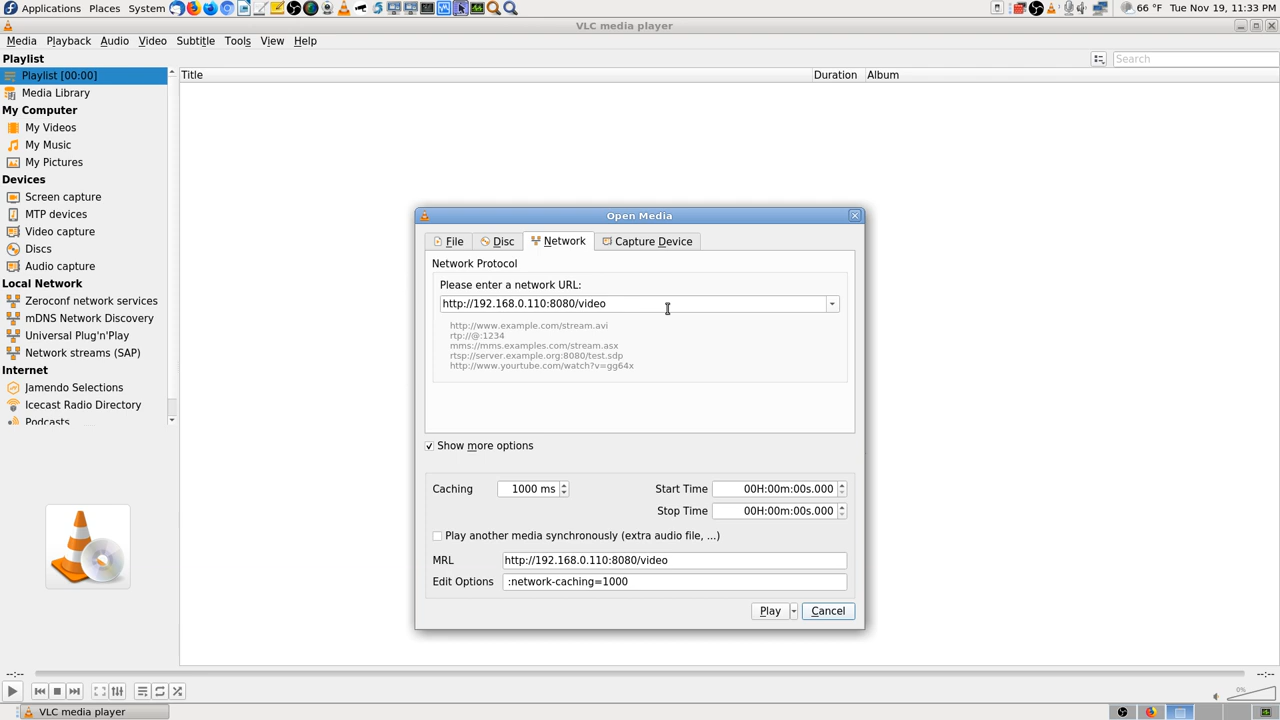 Applications Places System
66 °F Tue Nov 19, 11:33 PM
VLC media player
Media Playback Audio Video Subtitle Tools View Help
Playlist
Search
Playlist [00:00]
Title Duration Album
Media Library
My Computer
My Videos
My Music
My Pictures
Devices
Screen capture
MTP devices
Video capture
Discs
Audio capture
Local Network
Zeroconf network services
mDNS Network Discovery
Universal Plug'n'Play
Network streams (SAP)
Internet
Jamendo Selections
Icecast Radio Directory
Podcasts
Open Media
File Disc Network Capture Device
Network Protocol
Please enter a network URL:
http://192.168.0.110:8080/video
http://www.example.com/stream.avi
rtp://@:1234
mms://mms.examples.com/stream.asx
rtsp://server.example.org:8080/test.sdp
http://www.yourtube.com/watch?v=gg64x
Show more options
Caching 1000 ms Start Time 00H:00m:00s.000
Stop Time 00H:00m:00s.000
Play another media synchronously (extra audio file, ...)
MRL http://192.168.0.110:8080/video
Edit Options :network-caching=1000
Play Cancel
--:-- --:--
0%
VLC media player